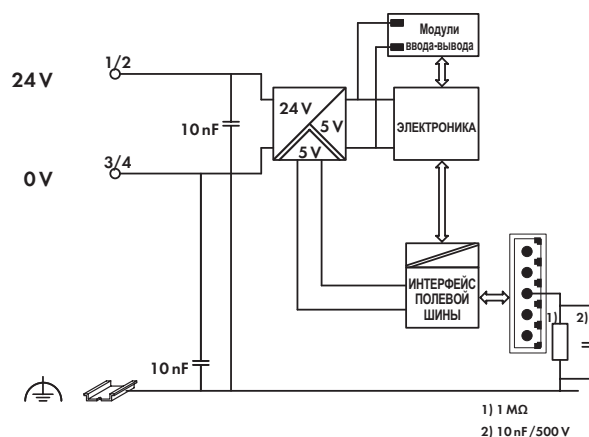 Модули
ввода-вывода
1/2
24 V
24 V
5 V
5 V
10 nF
ЭЛЕКТРОНИКА
3/4
0 V
ИНТЕРФЕЙС
ПОЛЕВОЙ
ШИНЫ
1)
2)
10 nF
1) 1 MΩ
2) 10 nF/500 V